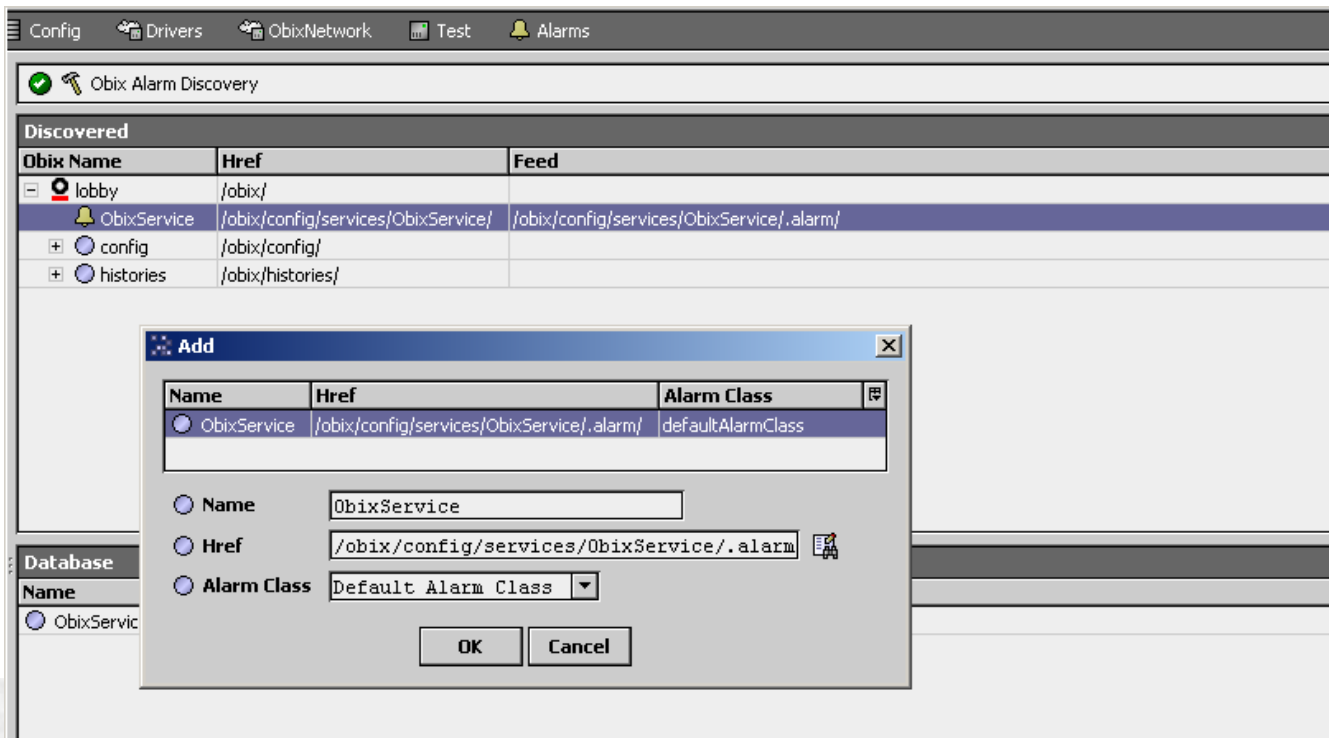 Config Drivers ObixNetwork Test Alarms
Obix Alarm Discovery
Discovered
Obix Name Href Feed
lobby /obix/
ObixService /obix/config/services/ObixService/ /obix/config/services/ObixService/.alarm/
config /obix/config/
histories /obix/histories/
Add
Name Href Alarm Class
ObixService /obix/config/services/ObixService/.alarm/ defaultAlarmClass
Name ObixService
Href /obix/config/services/ObixService/.alarm
Alarm Class Default Alarm Class
OK Cancel
Database
Name
ObixServic